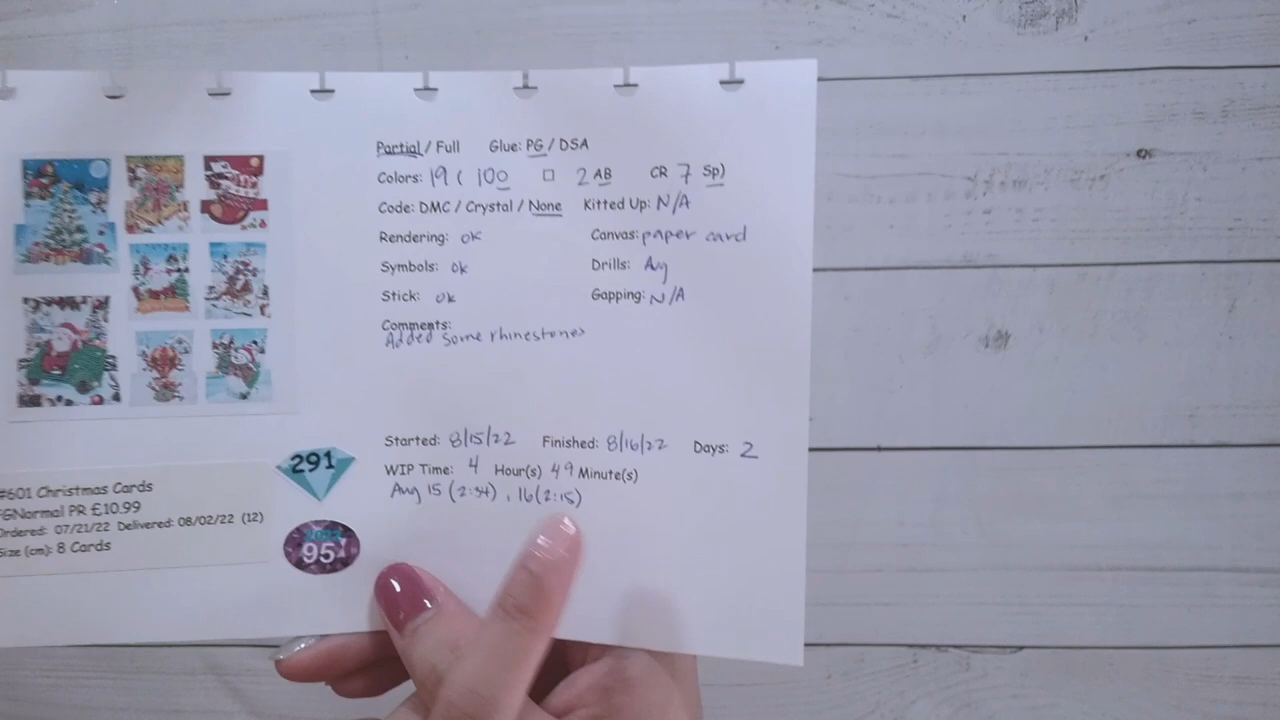 Partial / Full Glue: PG / DSA
Colors: 19 ( 10o □ 2 AB CR 7 Sp)
Code: DMC / Crystal / None Kitted Up: N/A
Rendering: ok Canvas: paper card
Symbols: ok Drills: Avg
Stick: ok Gapping: N/A
Comments:
Added some rhinestones
Started: 8/15/22 Finished: 8/16/22 Days: 2
WIP Time: 4 Hour(s) 49 Minute(s)
Aug 15 (2:34), 16 (2:15)
291
2022
95
#601 Christmas Cards
FGNormal PR £10.99
Ordered: 07/21/22 Delivered: 08/02/22 (12)
Size (cm): 8 Cards